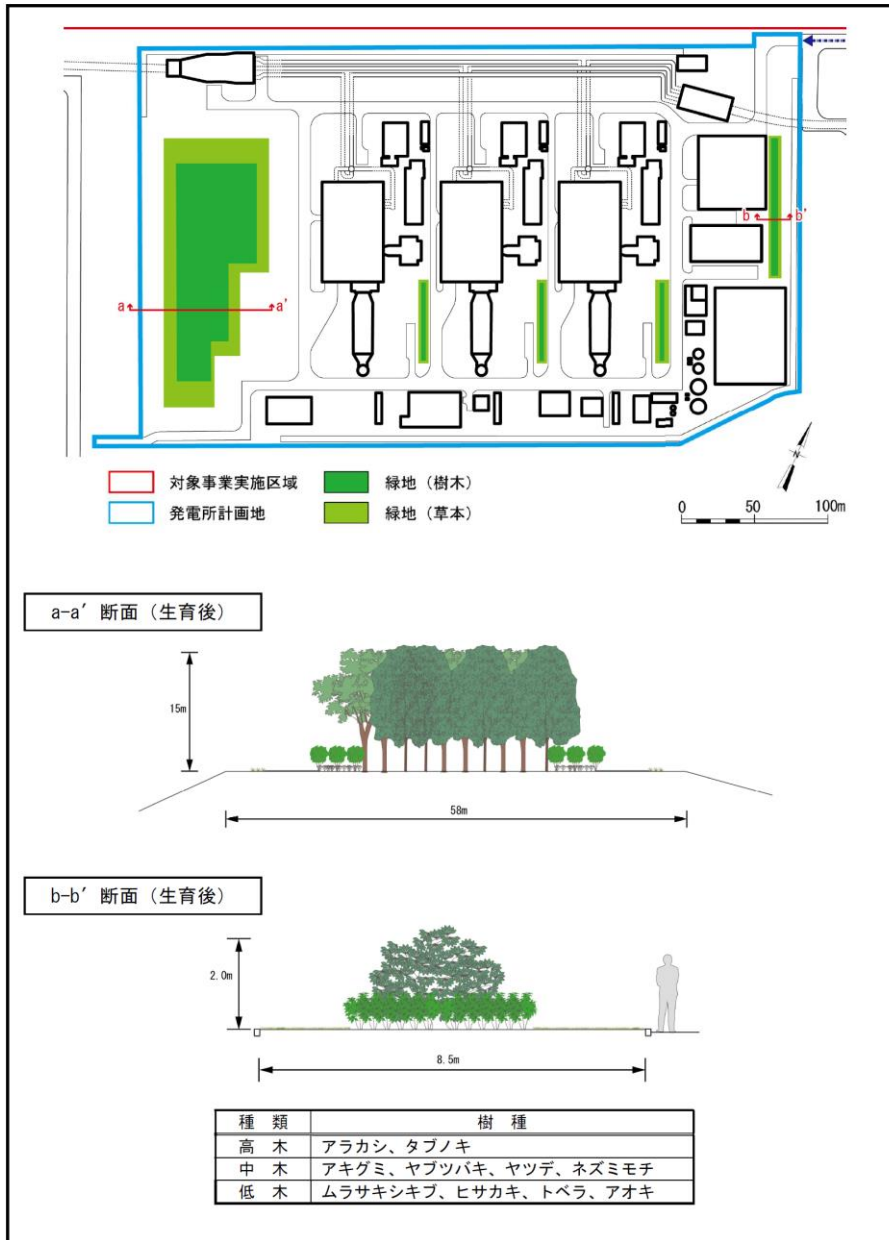 b b'
a a'
対象事業実施区域 緑地（樹木）
発電所計画地 緑地（草本）
N
0 50 100m
a-a′ 断面（生育後）
15m
58m
b-b′ 断面（生育後）
2.0m
8.5m
種 類 樹 種
高 木 アラカシ、タブノキ
中 木 アキグミ、ヤブツバキ、ヤツデ、ネズミモチ
低 木 ムラサキシキブ、ヒサカキ、トベラ、アオキ